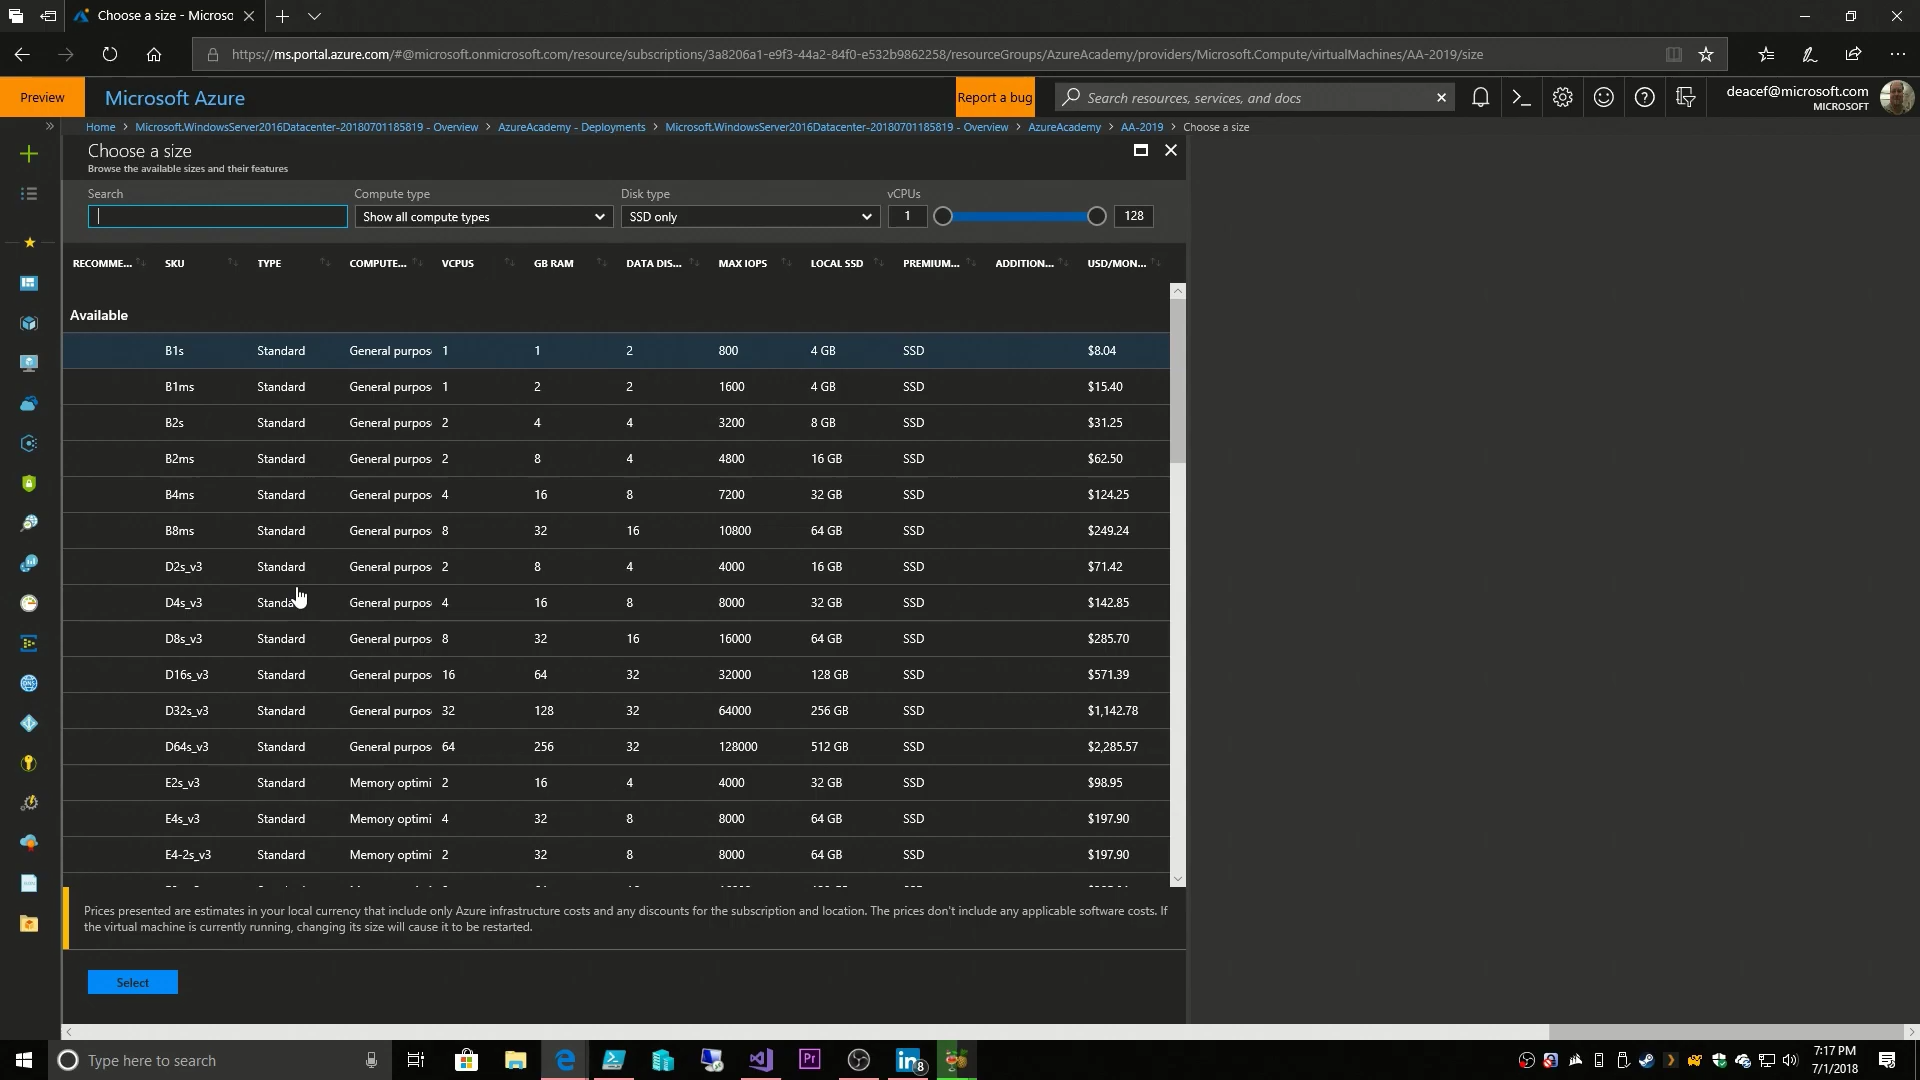 Choose a size - Microsc
https://ms.portal.azure.com/#@microsoft.onmicrosoft.com/resource/subscriptions/3a8206a1-e9f3-44a2-84f0-e532b9862258/resourceGroups/AzureAcademy/providers/Microsoft.Compute/virtualMachines/AA-2019/size
Preview
Microsoft Azure
Report a bug
Search resources, services, and docs
deacef@microsoft.com
MICROSOFT
Home > Microsoft.WindowsServer2016Datacenter-20180701185819 - Overview > AzureAcademy - Deployments > Microsoft.WindowsServer2016Datacenter-20180701185819 - Overview > AzureAcademy > AA-2019 > Choose a size
Choose a size
Browse the available sizes and their features
Search Compute type Disk type vCPUs
Show all compute types SSD only 1 128
RECOMME... SKU TYPE COMPUTE... VCPUS GB RAM DATA DIS... MAX IOPS LOCAL SSD PREMIUM... ADDITION... USD/MON...
Available
B1s Standard General purpos 1 1 2 800 4 GB SSD $8.04
B1ms Standard General purpos 1 2 2 1600 4 GB SSD $15.40
B2s Standard General purpos 2 4 4 3200 8 GB SSD $31.25
B2ms Standard General purpos 2 8 4 4800 16 GB SSD $62.50
B4ms Standard General purpos 4 16 8 7200 32 GB SSD $124.25
B8ms Standard General purpos 8 32 16 10800 64 GB SSD $249.24
D2s_v3 Standard General purpos 2 8 4 4000 16 GB SSD $71.42
D4s_v3 Standa General purpos 4 16 8 8000 32 GB SSD $142.85
D8s_v3 Standard General purpos 8 32 16 16000 64 GB SSD $285.70
D16s_v3 Standard General purpos 16 64 32 32000 128 GB SSD $571.39
D32s_v3 Standard General purpos 32 128 32 64000 256 GB SSD $1,142.78
D64s_v3 Standard General purpos 64 256 32 128000 512 GB SSD $2,285.57
E2s_v3 Standard Memory optimi 2 16 4 4000 32 GB SSD $98.95
E4s_v3 Standard Memory optimi 4 32 8 8000 64 GB SSD $197.90
E4-2s_v3 Standard Memory optimi 2 32 8 8000 64 GB SSD $197.90
Prices presented are estimates in your local currency that include only Azure infrastructure costs and any discounts for the subscription and location. The prices don't include any applicable software costs. If
the virtual machine is currently running, changing its size will cause it to be restarted.
Select
Type here to search
Pr
in 8
7:17 PM
7/1/2018